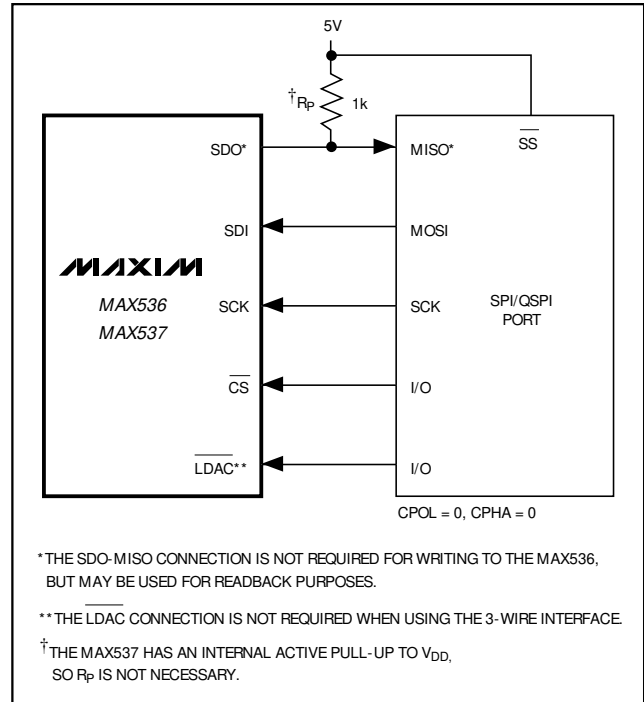 5V
†RP 1k
SDO* MISO* SS
SDI MOSI
MAXIM
MAX536 SCK SCK SPI/QSPI
MAX537 PORT
CS I/O
LDAC** I/O
CPOL = 0, CPHA = 0
*THE SDO-MISO CONNECTION IS NOT REQUIRED FOR WRITING TO THE MAX536,
BUT MAY BE USED FOR READBACK PURPOSES.
**THE LDAC CONNECTION IS NOT REQUIRED WHEN USING THE 3-WIRE INTERFACE.
†THE MAX537 HAS AN INTERNAL ACTIVE PULL-UP TO VDD,
SO RP IS NOT NECESSARY.